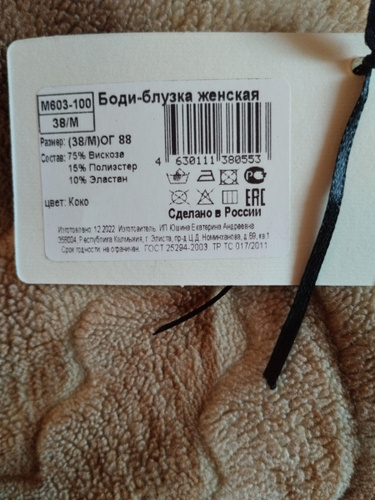 М603-100
38/М
Боди-блузка женская
Размер: (38/М)ОГ 88
Состав: 75% Вискоза
15% Полиэстер
10% Эластан
4 630111 380553
цвет: Коко
ЕАС
Сделано в России
Изготовлено: 12.2022 Изготовитель: ИП Юшина Екатерина Андреевна
358004, Республика Калмыкия, г. Элиста, пр-д Ц.Д. Номинханова, д.69, кв.1
Срок годности: не ограничен. ГОСТ 25294-2003. ТР ТС 017/2011